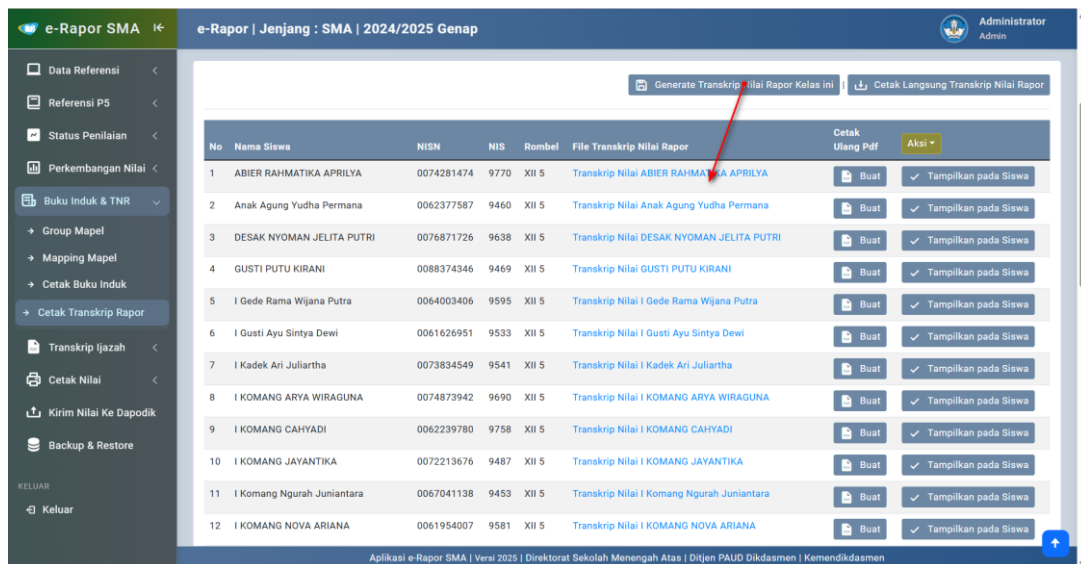 e-Rapor SMA
e-Rapor | Jenjang : SMA | 2024/2025 Genap
Administrator
Admin
Data Referensi
Referensi P5
Status Penilaian
Perkembangan Nilai
Buku Induk & TNR
Group Mapel
Mapping Mapel
Cetak Buku Induk
Cetak Transkrip Rapor
Transkrip Ijazah
Cetak Nilai
Kirim Nilai Ke Dapodik
Backup & Restore
KELUAR
Keluar
Generate Transkrip Nilai Rapor Kelas ini | Cetak Langsung Transkrip Nilai Rapor
No Nama Siswa NISN NIS Rombel File Transkrip Nilai Rapor Cetak Ulang Pdf Aksi
1 ABIER RAHMATIKA APRILYA 0074281474 9770 XII 5 Transkrip Nilai ABIER RAHMATIKA APRILYA Buat Tampilkan pada Siswa
2 Anak Agung Yudha Permana 0062377587 9460 XII 5 Transkrip Nilai Anak Agung Yudha Permana Buat Tampilkan pada Siswa
3 DESAK NYOMAN JELITA PUTRI 0076871726 9638 XII 5 Transkrip Nilai DESAK NYOMAN JELITA PUTRI Buat Tampilkan pada Siswa
4 GUSTI PUTU KIRANI 0088374346 9469 XII 5 Transkrip Nilai GUSTI PUTU KIRANI Buat Tampilkan pada Siswa
5 I Gede Rama Wijana Putra 0064003406 9595 XII 5 Transkrip Nilai I Gede Rama Wijana Putra Buat Tampilkan pada Siswa
6 I Gusti Ayu Sintya Dewi 0061626951 9533 XII 5 Transkrip Nilai I Gusti Ayu Sintya Dewi Buat Tampilkan pada Siswa
7 I Kadek Ari Juliartha 0073834549 9541 XII 5 Transkrip Nilai I Kadek Ari Juliartha Buat Tampilkan pada Siswa
8 I KOMANG ARYA WIRAGUNA 0074873942 9690 XII 5 Transkrip Nilai I KOMANG ARYA WIRAGUNA Buat Tampilkan pada Siswa
9 I KOMANG CAHYADI 0062239780 9758 XII 5 Transkrip Nilai I KOMANG CAHYADI Buat Tampilkan pada Siswa
10 I KOMANG JAYANTIKA 0072213676 9487 XII 5 Transkrip Nilai I KOMANG JAYANTIKA Buat Tampilkan pada Siswa
11 I Komang Ngurah Juniantara 0067041138 9453 XII 5 Transkrip Nilai I Komang Ngurah Juniantara Buat Tampilkan pada Siswa
12 I KOMANG NOVA ARIANA 0061954007 9581 XII 5 Transkrip Nilai I KOMANG NOVA ARIANA Buat Tampilkan pada Siswa
Aplikasi e-Rapor SMA | Versi 2025 | Direktorat Sekolah Menengah Atas | Ditjen PAUD Dikdasmen | Kemendikdasmen